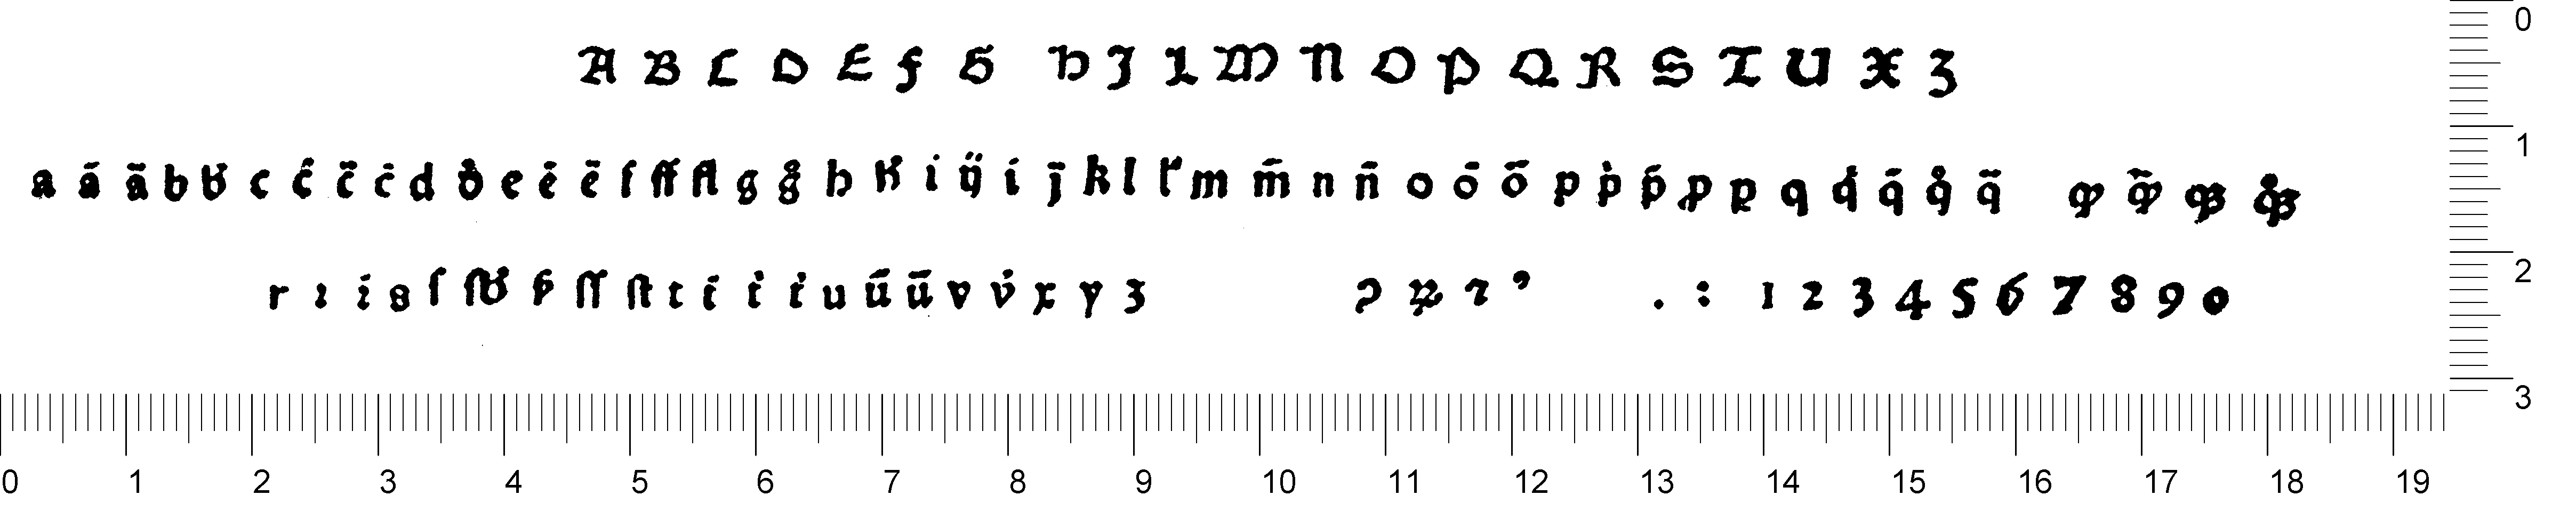 A B C D E F G H I L M N O P Q R S T U X Z
a á ā b c ć c̄ ċ d e ē f ff fl g h i ij í j̄ k l m m̄ n n̄ o ō õ p ṗ ꝓ ꝑ q q̄ q̃
r ꝛ s ſ ſſ ſt t u ú ū v x y z . : 1 2 3 4 5 6 7 8 9 0
0 1 2 3 4 5 6 7 8 9 10 11 12 13 14 15 16 17 18 19
0
1
2
3